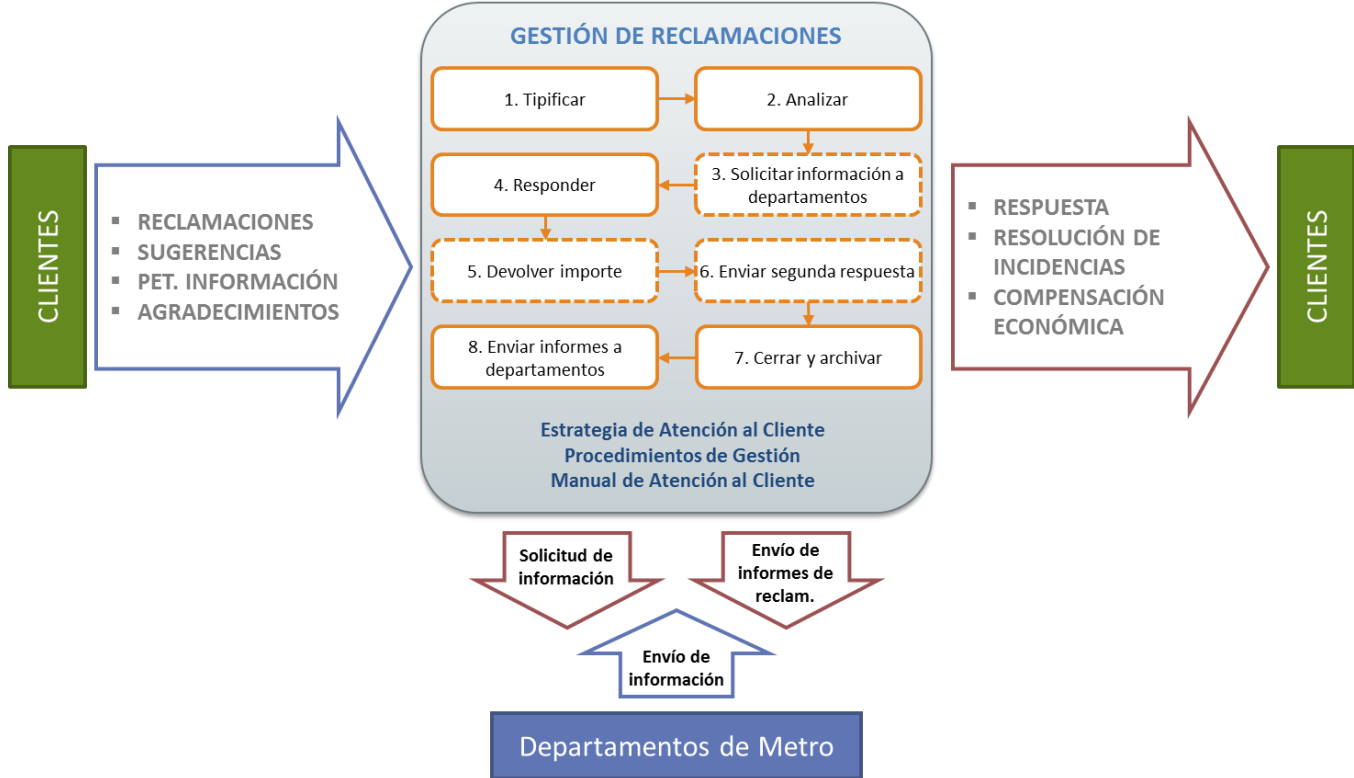 GESTIÓN DE RECLAMACIONES
1. Tipificar
2. Analizar
3. Solicitar información a
departamentos
4. Responder
5. Devolver importe
6. Enviar segunda respuesta
7. Cerrar y archivar
8. Enviar informes a
departamentos
Estrategia de Atención al Cliente
Procedimientos de Gestión
Manual de Atención al Cliente
CLIENTES
▪ RECLAMACIONES
▪ SUGERENCIAS
▪ PET. INFORMACIÓN
▪ AGRADECIMIENTOS
▪ RESPUESTA
▪ RESOLUCIÓN DE
INCIDENCIAS
▪ COMPENSACIÓN
ECONÓMICA
CLIENTES
Solicitud de
información
Envío de
informes de
reclam.
Envío de
información
Departamentos de Metro